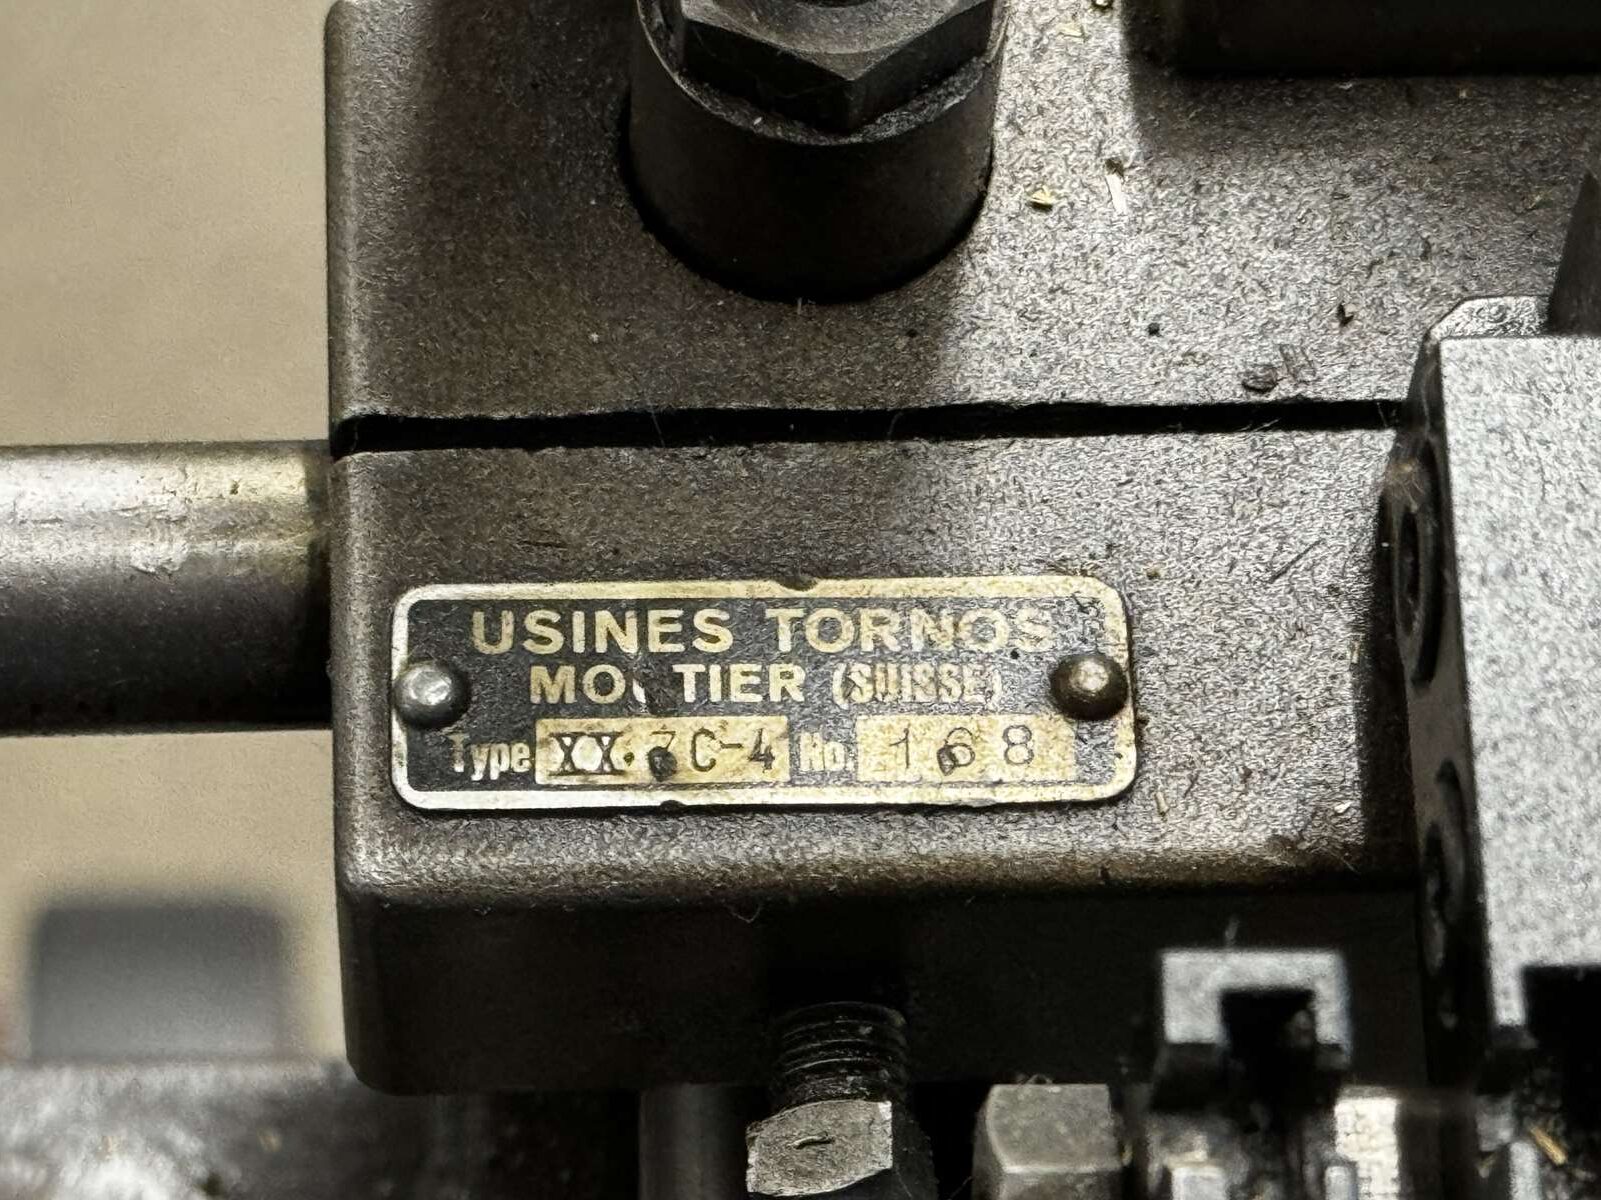 USINES TORNOS
MOUTIER (SUISSE)
Type XX·7C-4 No. 168